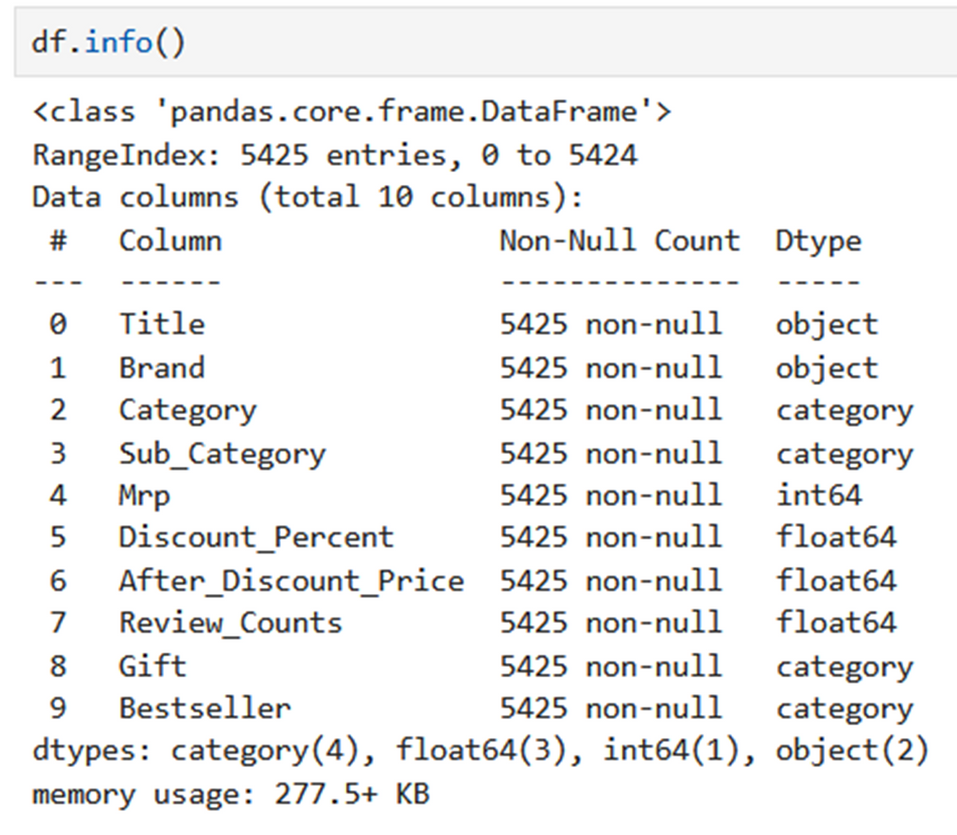 df.info()
<class 'pandas.core.frame.DataFrame'>
RangeIndex: 5425 entries, 0 to 5424
Data columns (total 10 columns):
 #   Column                Non-Null Count  Dtype
---  ------                --------------  -----
 0   Title                 5425 non-null   object
 1   Brand                 5425 non-null   object
 2   Category              5425 non-null   category
 3   Sub_Category          5425 non-null   category
 4   Mrp                   5425 non-null   int64
 5   Discount_Percent      5425 non-null   float64
 6   After_Discount_Price  5425 non-null   float64
 7   Review_Counts         5425 non-null   float64
 8   Gift                  5425 non-null   category
 9   Bestseller            5425 non-null   category
dtypes: category(4), float64(3), int64(1), object(2)
memory usage: 277.5+ KB